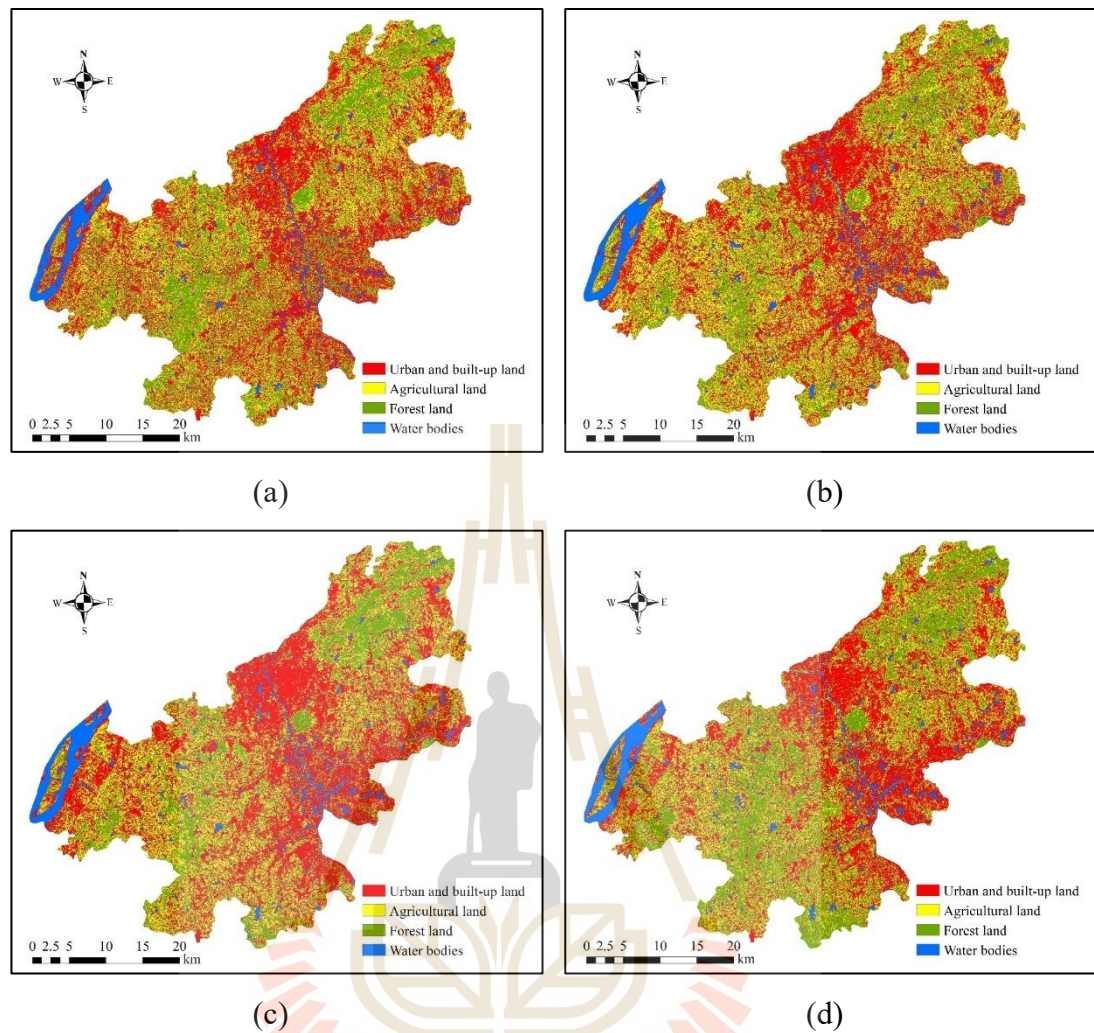 N
W E
S
Urban and built-up land
Agricultural land
Forest land
Water bodies
0 2.5 5 10 15 20
km
(a)
N
W E
S
Urban and built-up land
Agricultural land
Forest land
Water bodies
0 2.5 5 10 15 20
km
(b)
N
W E
S
Urban and built-up land
Agricultural land
Forest land
Water bodies
0 2.5 5 10 15 20
km
(c)
N
W E
S
Urban and built-up land
Agricultural land
Forest land
Water bodies
0 2.5 5 10 15 20
km
(d)